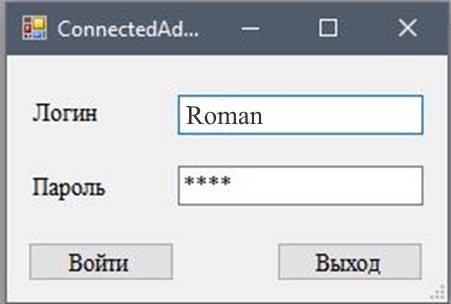 ConnectedAd...
Логин
Roman
Пароль
****
Войти
Выход